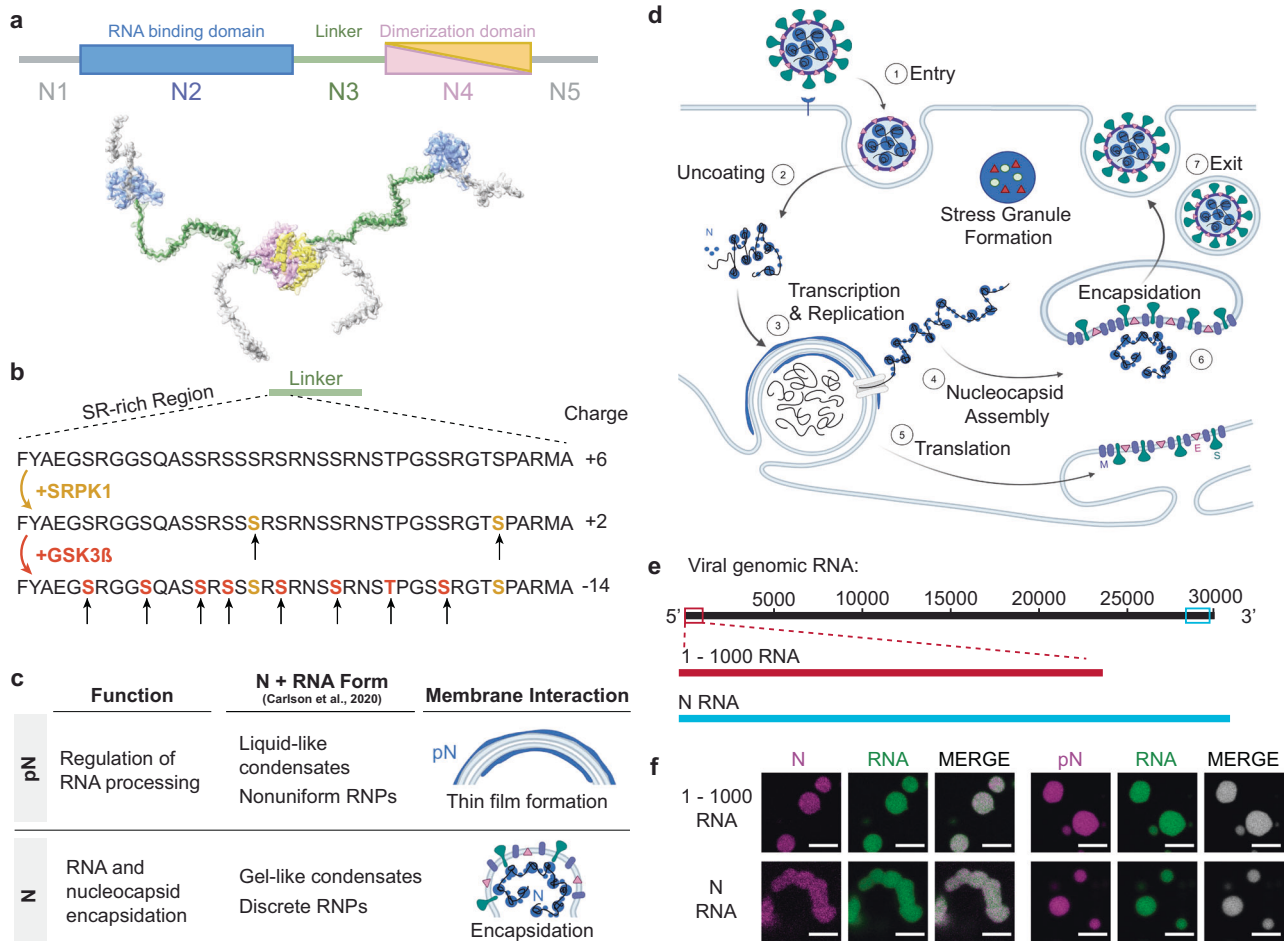 a
RNA binding domain
Linker
Dimerization domain
N1
N2
N3
N4
N5
b
Linker
SR-rich Region
Charge
FYAEGSRGGSQASSRSSSRSRNSSRNSTPGSSRGTSPARMA +6
+SRPK1
FYAEGSRGGSQASSRSSSRSRNSSRNSTPGSSRGTSPARMA +2
+GSK3ß
FYAEGSRGGSQASSRSSSRSRNSSRNSTPGSSRGTSPARMA -14
c
Function
N + RNA Form
(Carlson et al., 2020)
Membrane Interaction
pN
Regulation of
RNA processing
Liquid-like
condensates
Nonuniform RNPs
pN
Thin film formation
N
RNA and
nucleocapsid
encapsidation
Gel-like condensates
Discrete RNPs
N
Encapsidation
d
1 Entry
Uncoating 2
N
Stress Granule
Formation
7 Exit
Transcription
& Replication
3
Encapsidation
6
4
Nucleocapsid
Assembly
5
Translation
M
E
S
e
Viral genomic RNA:
5000 10000 15000 20000 25000 30000
5’
3’
1 - 1000 RNA
N RNA
f
N RNA MERGE pN RNA MERGE
1 - 1000
RNA
N
RNA